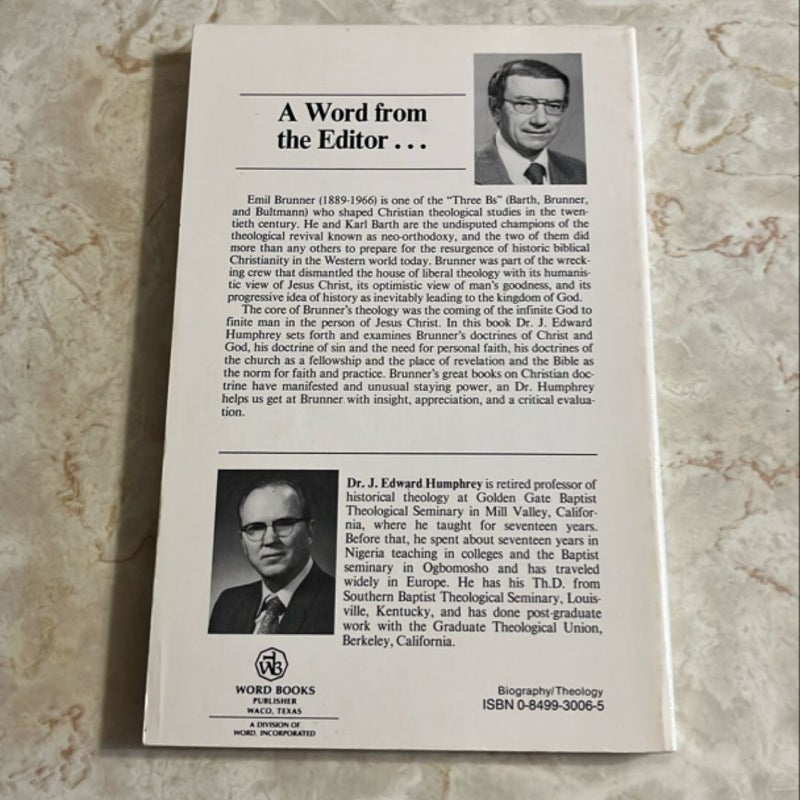 A Word from
the Editor . . .
Emil Brunner (1889-1966) is one of the "Three Bs" (Barth, Brunner,
and Bultmann) who shaped Christian theological studies in the twen-
tieth century. He and Karl Barth are the undisputed champions of the
theological revival known as neo-orthodoxy, and the two of them did
more than any others to prepare for the resurgence of historic biblical
Christianity in the Western world today. Brunner was part of the wreck-
ing crew that dismantled the house of liberal theology with its humanis-
tic view of Jesus Christ, its optimistic view of man's goodness, and its
progressive idea of history as inevitably leading to the kingdom of God.
The core of Brunner's theology was the coming of the infinite God to
finite man in the person of Jesus Christ. In this book Dr. J. Edward
Humphrey sets forth and examines Brunner's doctrines of Christ and
God, his doctrine of sin and the need for personal faith, his doctrines of
the church as a fellowship and the place of revelation and the Bible as
the norm for faith and practice. Brunner's great books on Christian doc-
trine have manifested and unusual staying power, an Dr. Humphrey
helps us get at Brunner with insight, appreciation, and a critical evalua-
tion.
Dr. J. Edward Humphrey is retired professor of
historical theology at Golden Gate Baptist
Theological Seminary in Mill Valley, Califor-
nia, where he taught for seventeen years.
Before that, he spent about seventeen years in
Nigeria teaching in colleges and the Baptist
seminary in Ogbomosho and has traveled
widely in Europe. He has his Th.D. from
Southern Baptist Theological Seminary, Louis-
ville, Kentucky, and has done post-graduate
work with the Graduate Theological Union,
Berkeley, California.
WB
WORD BOOKS
PUBLISHER
WACO, TEXAS
A DIVISION OF
WORD, INCORPORATED
Biography/Theology
ISBN 0-8499-3006-5